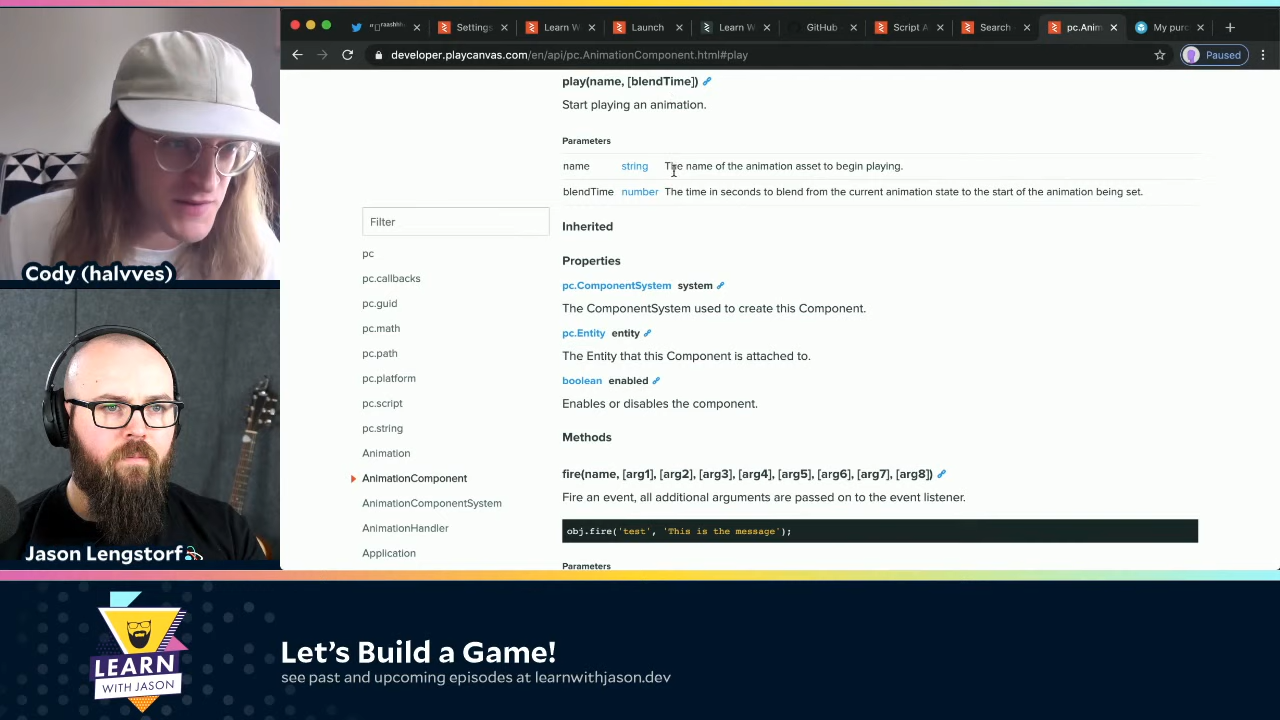 Settings
Learn W
Launch
Learn W
GitHub
Script A
Search
pc.Anim
My purc
developer.playcanvas.com/en/api/pc.AnimationComponent.html#play
Paused
play(name, [blendTime])
Start playing an animation.
Parameters
name string The name of the animation asset to begin playing.
blendTime number The time in seconds to blend from the current animation state to the start of the animation being set.
Inherited
Properties
pc.ComponentSystem system
The ComponentSystem used to create this Component.
pc.Entity entity
The Entity that this Component is attached to.
boolean enabled
Enables or disables the component.
Methods
fire(name, [arg1], [arg2], [arg3], [arg4], [arg5], [arg6], [arg7], [arg8])
Fire an event, all additional arguments are passed on to the event listener.
obj.fire('test', 'This is the message');
Parameters
Filter
pc
pc.callbacks
pc.guid
pc.math
pc.path
pc.platform
pc.script
pc.string
Animation
AnimationComponent
AnimationComponentSystem
AnimationHandler
Application
Cody (halvves)
Jason Lengstorf
LEARN
WITH JASON
Let's Build a Game!
see past and upcoming episodes at learnwithjason.dev